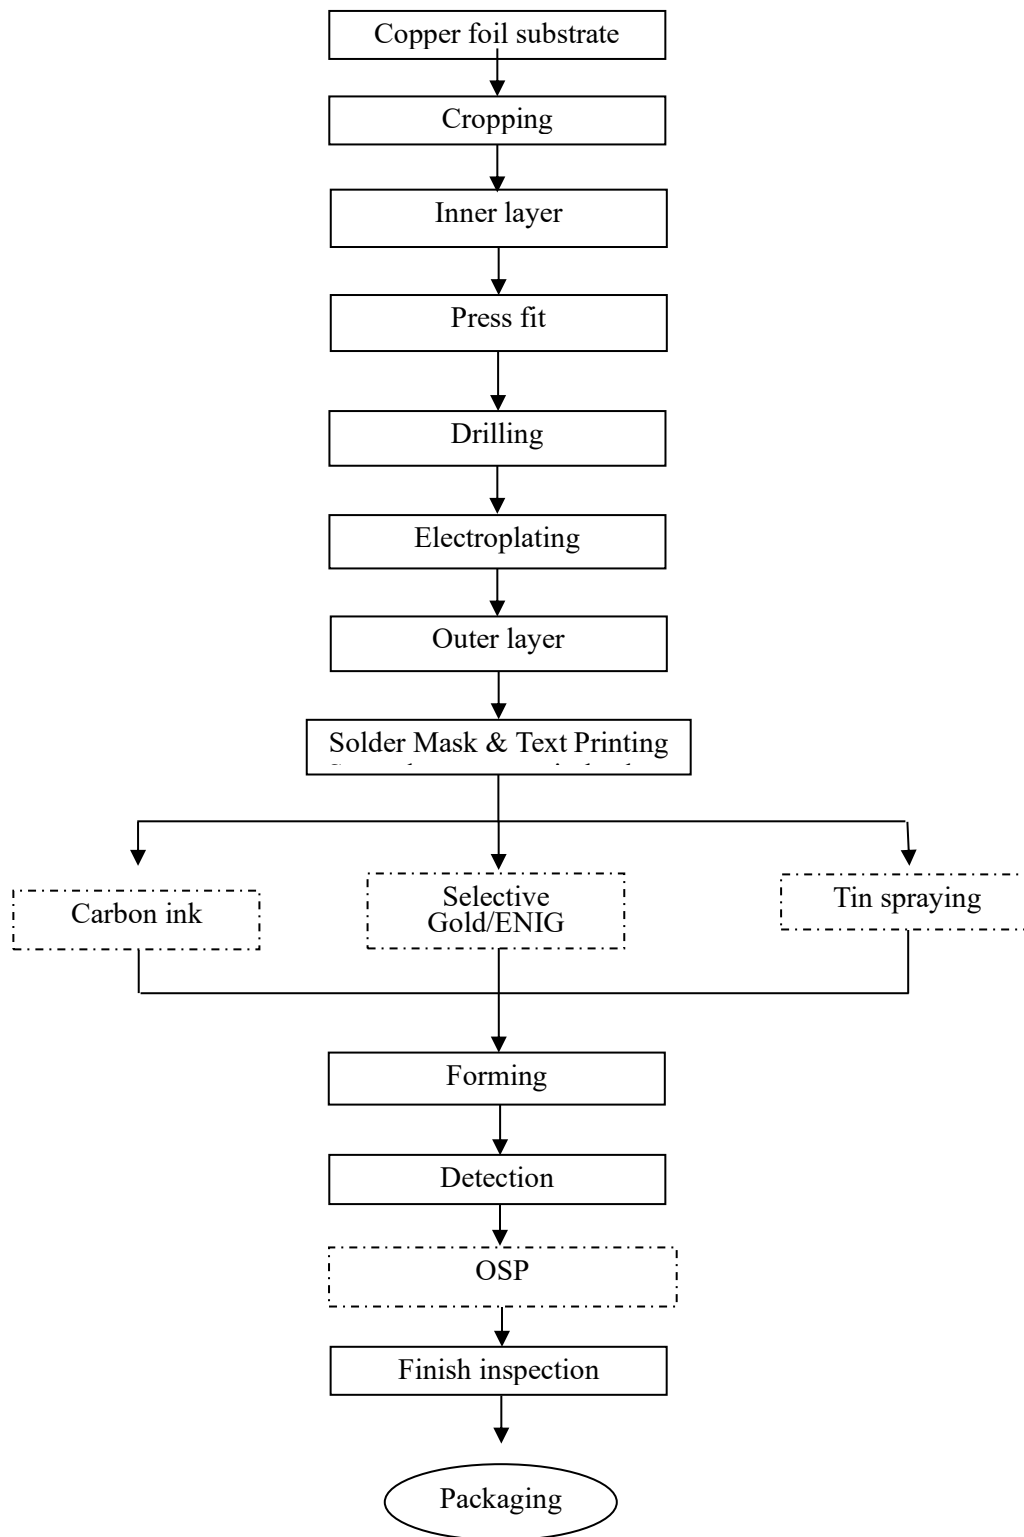 Copper foil substrate
Cropping
Inner layer
Press fit
Drilling
Electroplating
Outer layer
Solder Mask & Text Printing
Carbon ink
Selective
Gold/ENIG
Tin spraying
Forming
Detection
OSP
Finish inspection
Packaging